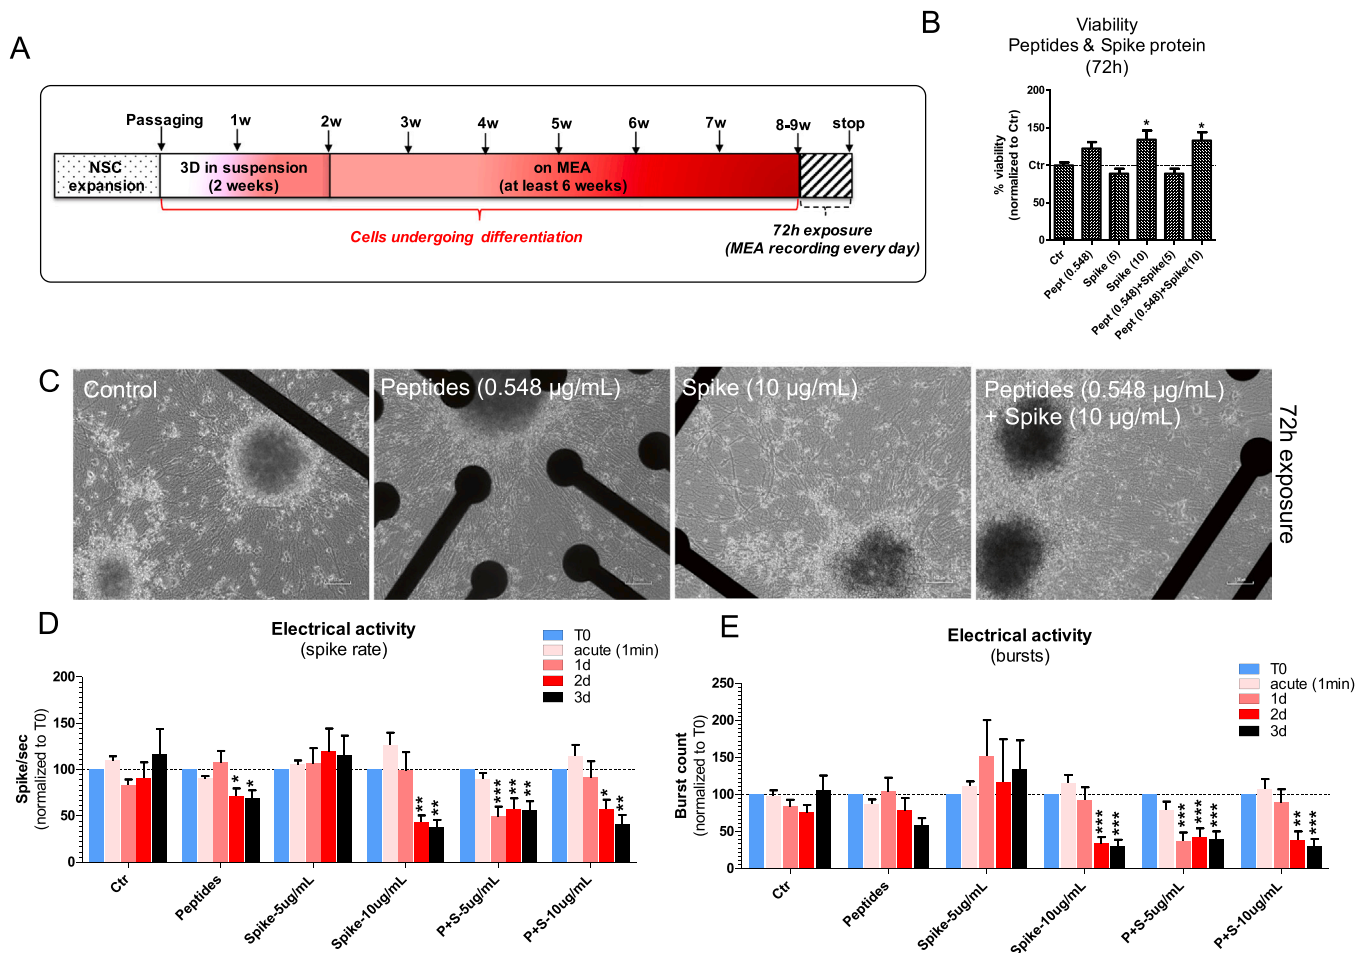 A
Passaging
1w
2w
3w
4w
5w
6w
7w
8-9w
stop
NSC
expansion
3D in suspension
(2 weeks)
on MEA
(at least 6 weeks)
Cells undergoing differentiation
72h exposure
(MEA recording every day)
B
Viability
Peptides & Spike protein
(72h)
% viability
(normalized to Ctr)
200
150
Ctr
50
0
*
*
Ctr
Pept (0.548)
Spike (5)
Spike (10)
Pept (0.548)+Spike(5)
Pept (0.548)+Spike(10)
C
Control
Peptides (0.548 µg/mL)
Spike (10 µg/mL)
Peptides (0.548 µg/mL)
+ Spike (10 µg/mL)
72h exposure
D
Electrical activity
(spike rate)
T0
acute (1min)
1d
2d
3d
Spike/sec
(normalized to T0)
200
150
100
50
0
*
*
**
**
***
**
**
*
**
Ctr
Peptides
Spike-5ug/mL
Spike-10ug/mL
P+S-5ug/mL
P+S-10ug/mL
E
Electrical activity
(bursts)
T0
acute (1min)
1d
2d
3d
Burst count
(normalized to T0)
250
200
150
100
50
0
***
***
***
***
***
**
***
Ctr
Peptides
Spike-5ug/mL
Spike-10ug/mL
P+S-5ug/mL
P+S-10ug/mL